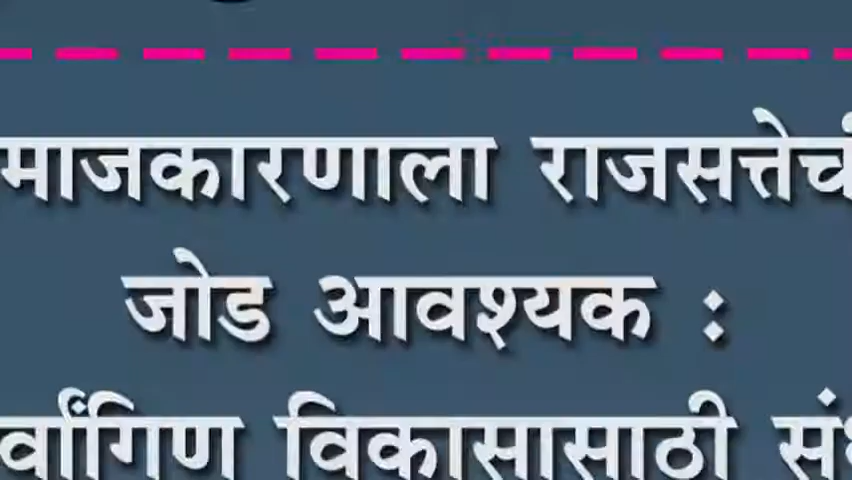 माजकारणाला राजसत्तेचं
जोड आवश्यक :
र्वांगिण विकासासाठी सं